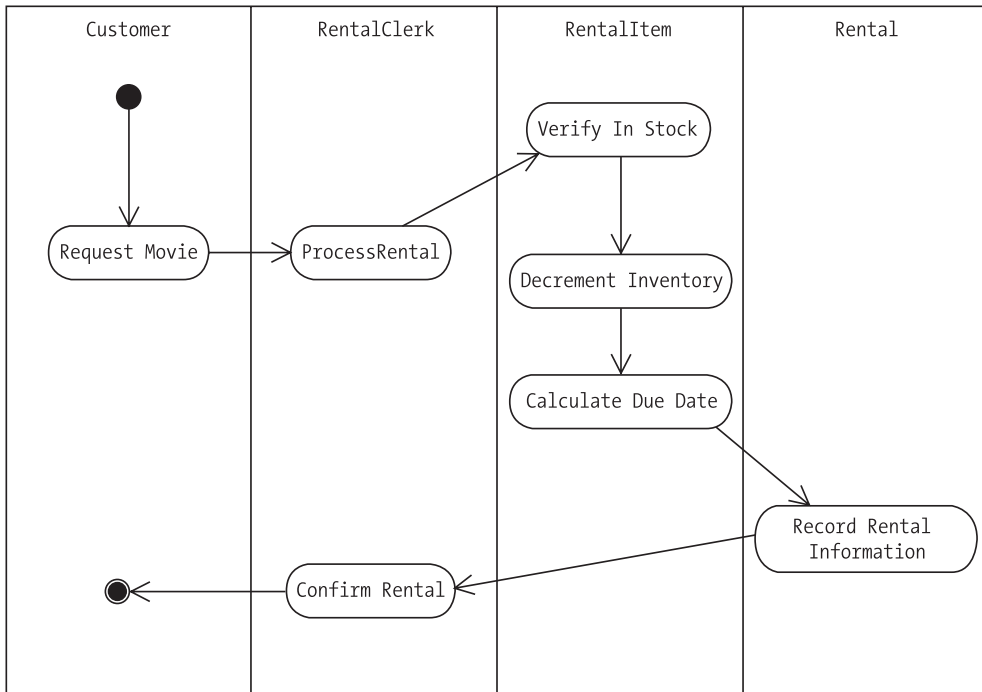 Customer
RentalClerk
RentalItem
Rental
Verify In Stock
Request Movie
ProcessRental
Decrement Inventory
Calculate Due Date
Record Rental
Information
Confirm Rental